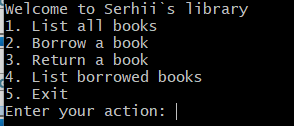 Welcome to Serhii`s library
1. List all books
2. Borrow a book
3. Return a book
4. List borrowed books
5. Exit
Enter your action: